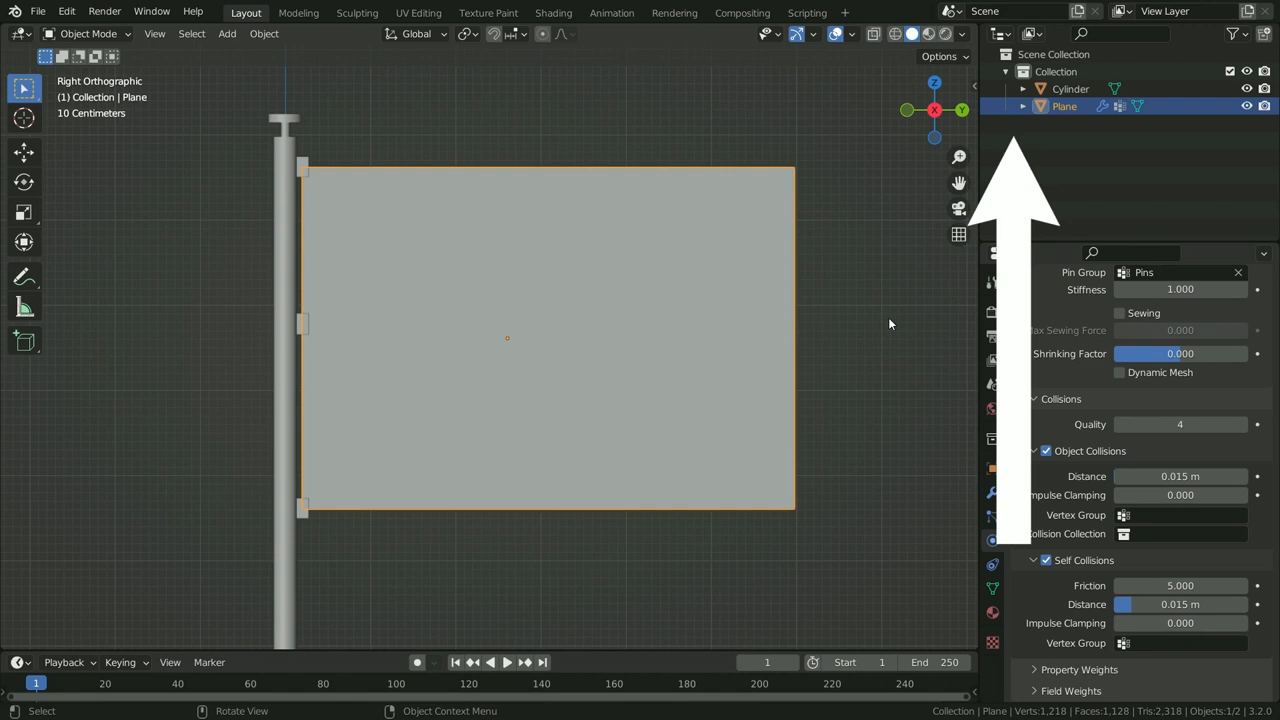 File Edit Render Window Help Layout Modeling Sculpting UV Editing Texture Paint Shading Animation Rendering Compositing Scripting + Scene View Layer
Object Mode View Select Add Object Global
Options
Scene Collection
Collection
Cylinder
Plane
Right Orthographic
(1) Collection | Plane
10 Centimeters
Z
X
Y
Pin Group Pins
Stiffness 1.000
Sewing
Max Sewing Force 0.000
Shrinking Factor 0.000
Dynamic Mesh
Collisions
Quality 4
Object Collisions
Distance 0.015 m
Impulse Clamping 0.000
Vertex Group
Collision Collection
Self Collisions
Friction 5.000
Distance 0.015 m
Impulse Clamping 0.000
Vertex Group
Property Weights
Field Weights
Playback Keying View Marker 1 Start 1 End 250
1 20 40 60 80 100 120 140 160 180 200 220 240
Select Rotate View Object Context Menu Collection | Plane | Verts:1,218 | Faces:1,128 | Tris:2,318 | Objects:1/2 | 3.2.0